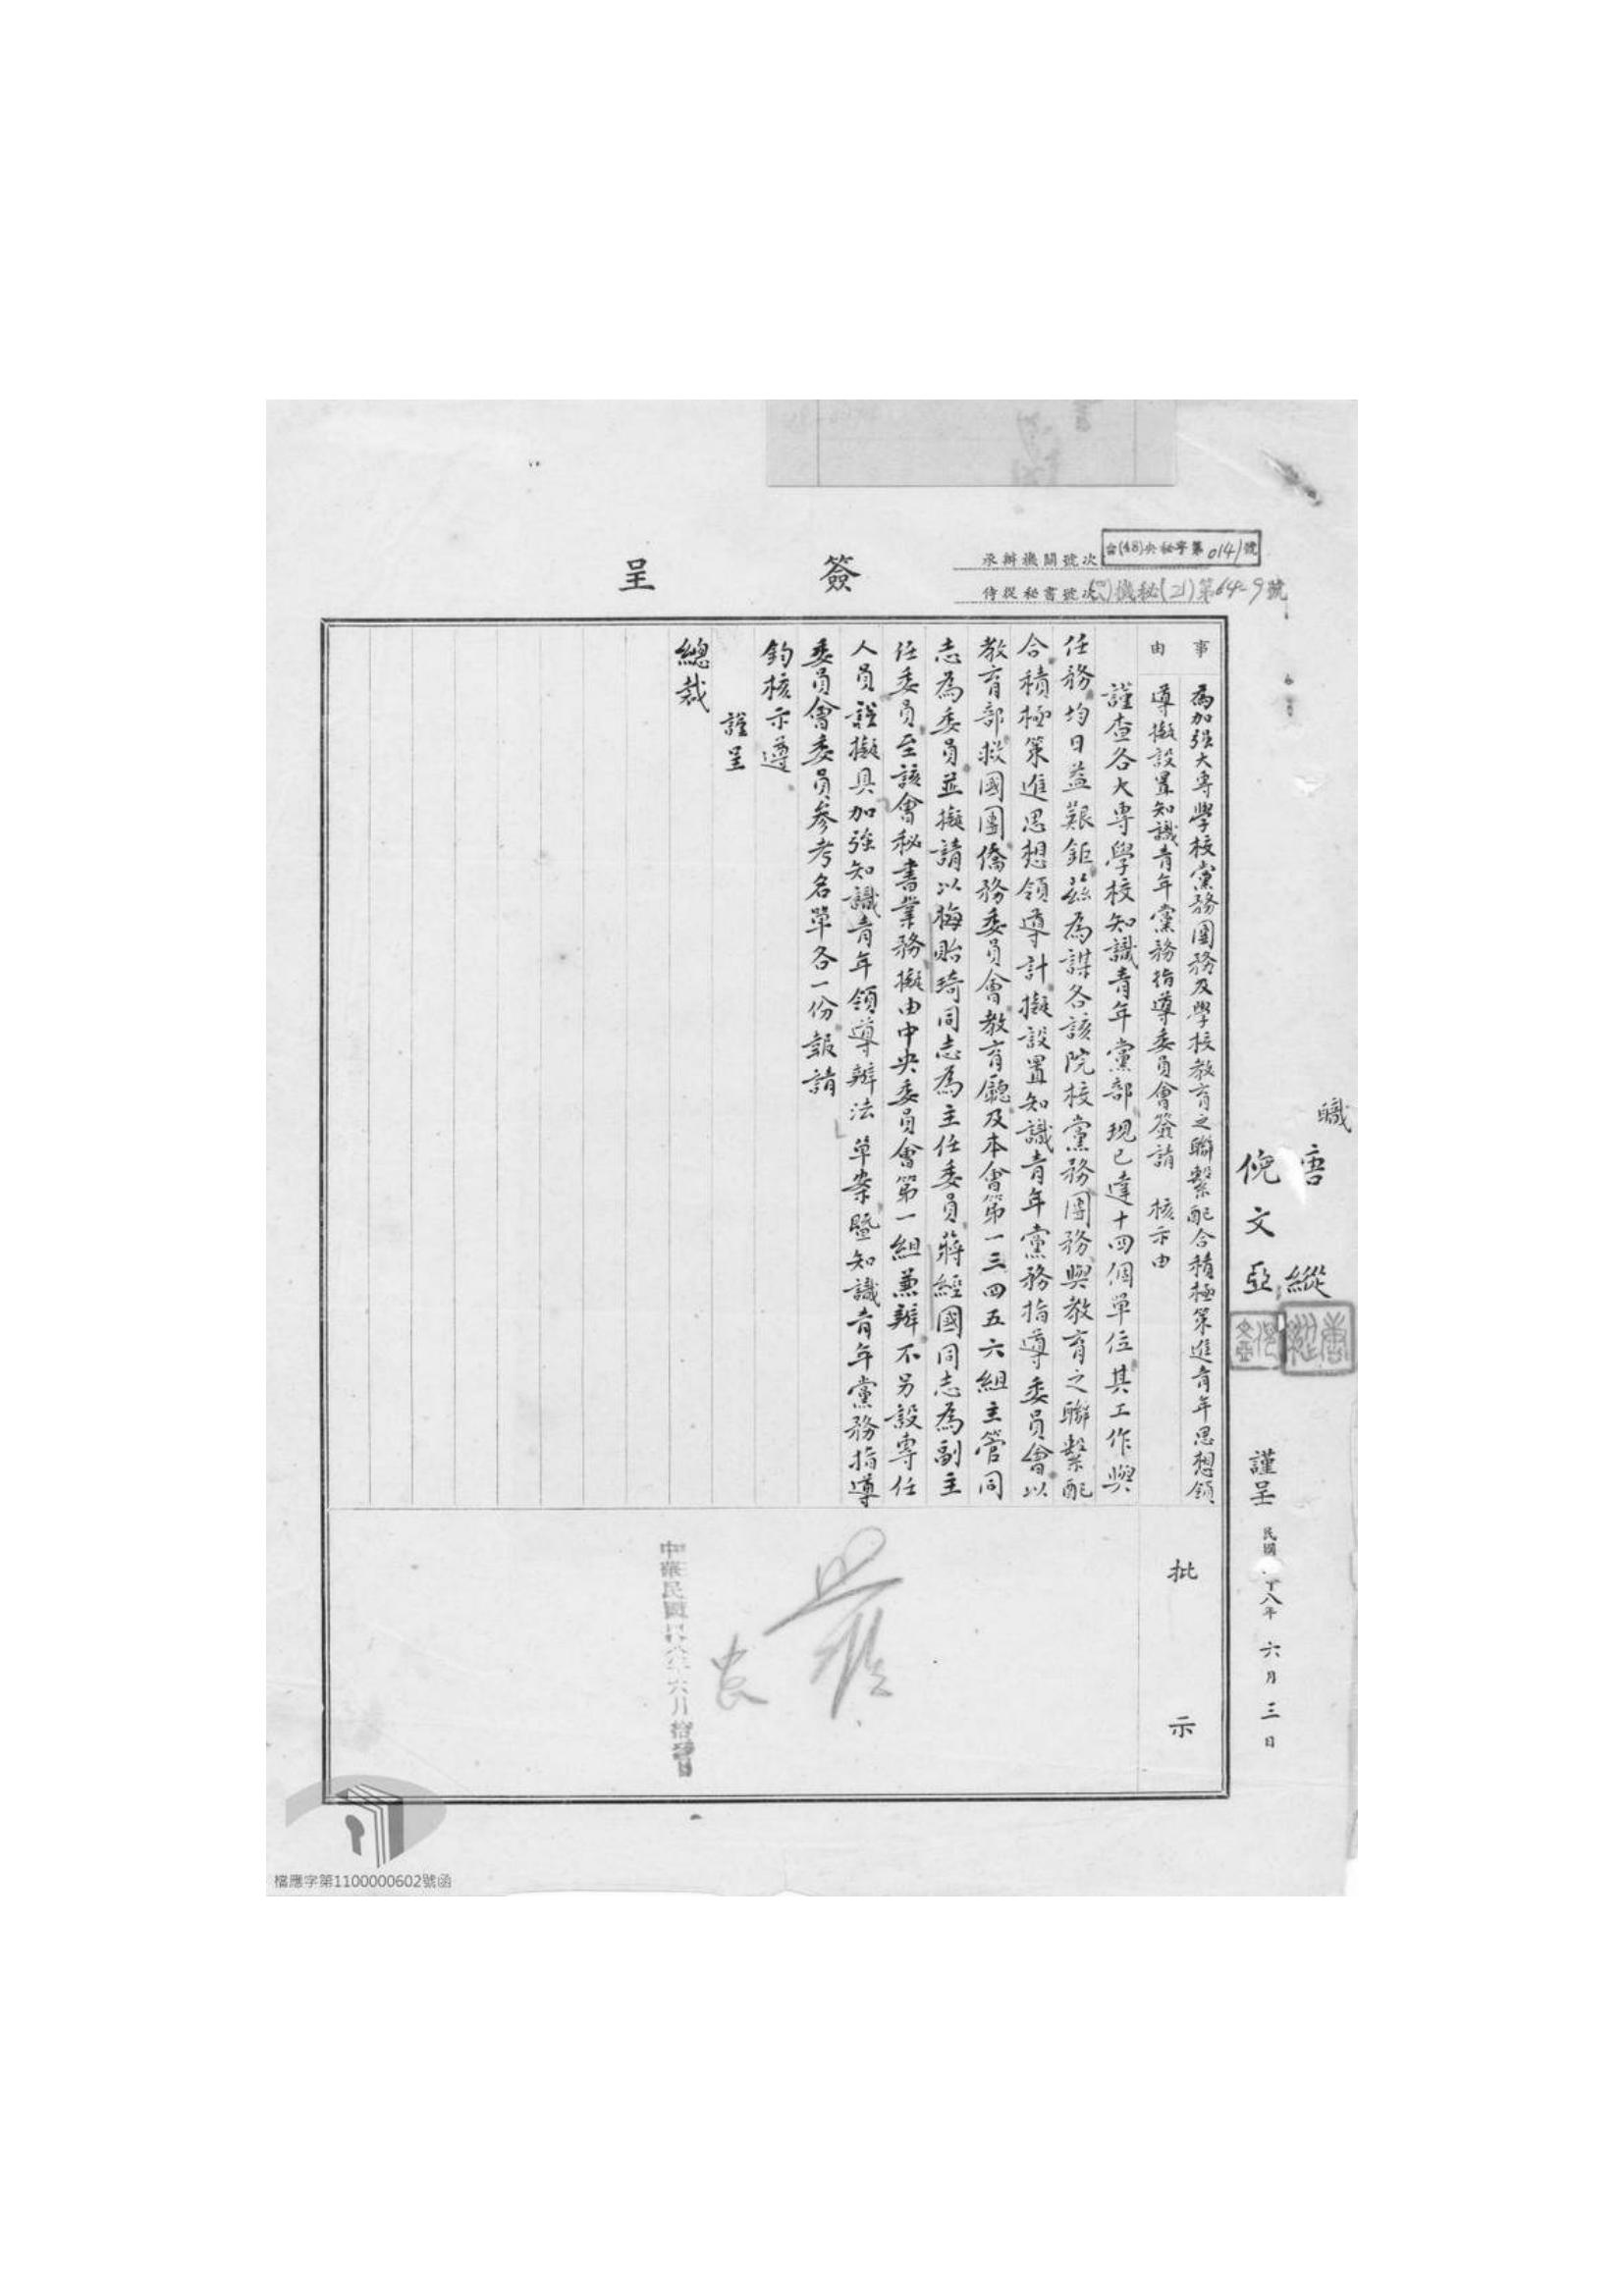 簽呈
承辦機關號次
台(48)央秘字第0141號
侍從秘書號次
機秘(21)第64-9號
事由
為加強大專學校黨務團務及學校教育之聯繫配合積極策進青年思想領
導擬設置知識青年黨務指導委員會簽請 核示由
謹查各大專學校知識青年黨部現已達十四個單位其工作與
任務均日益艱鉅茲為謀各該院校黨務團務與教育之聯繫配
合積極策進思想領導計擬設置知識青年黨務指導委員會以
教育部救國團僑務委員會教育廳及本會第一三四五六組主管同
志為委員並擬請以梅貽琦同志為主任委員蔣經國同志為副主
任委員至該會秘書業務擬由中央委員會第一組兼辦不另設專任
人員謹擬具加強知識青年領導辦法草案暨知識青年黨務指導
委員會委員參考名單各一份報請
鈞核示遵
謹呈
總裁
職
唐縱
倪文亞
謹呈
民國 十八年六月三日
批示
中華民國 年六月拾 日
檔應字第1100000602號函